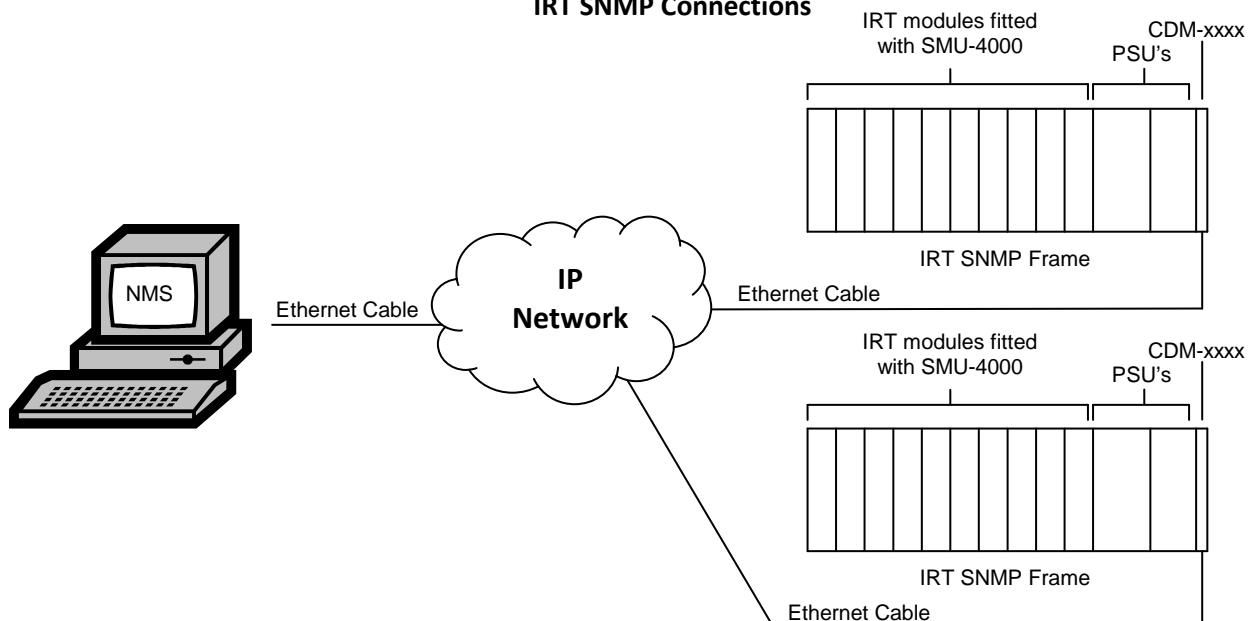 IRT SNMP Connections
IRT modules fitted
with SMU-4000
PSU's
CDM-xxxx
IRT SNMP Frame
NMS
Ethernet Cable
IP
Network
Ethernet Cable
IRT modules fitted
with SMU-4000
PSU's
CDM-xxxx
IRT SNMP Frame
Ethernet Cable